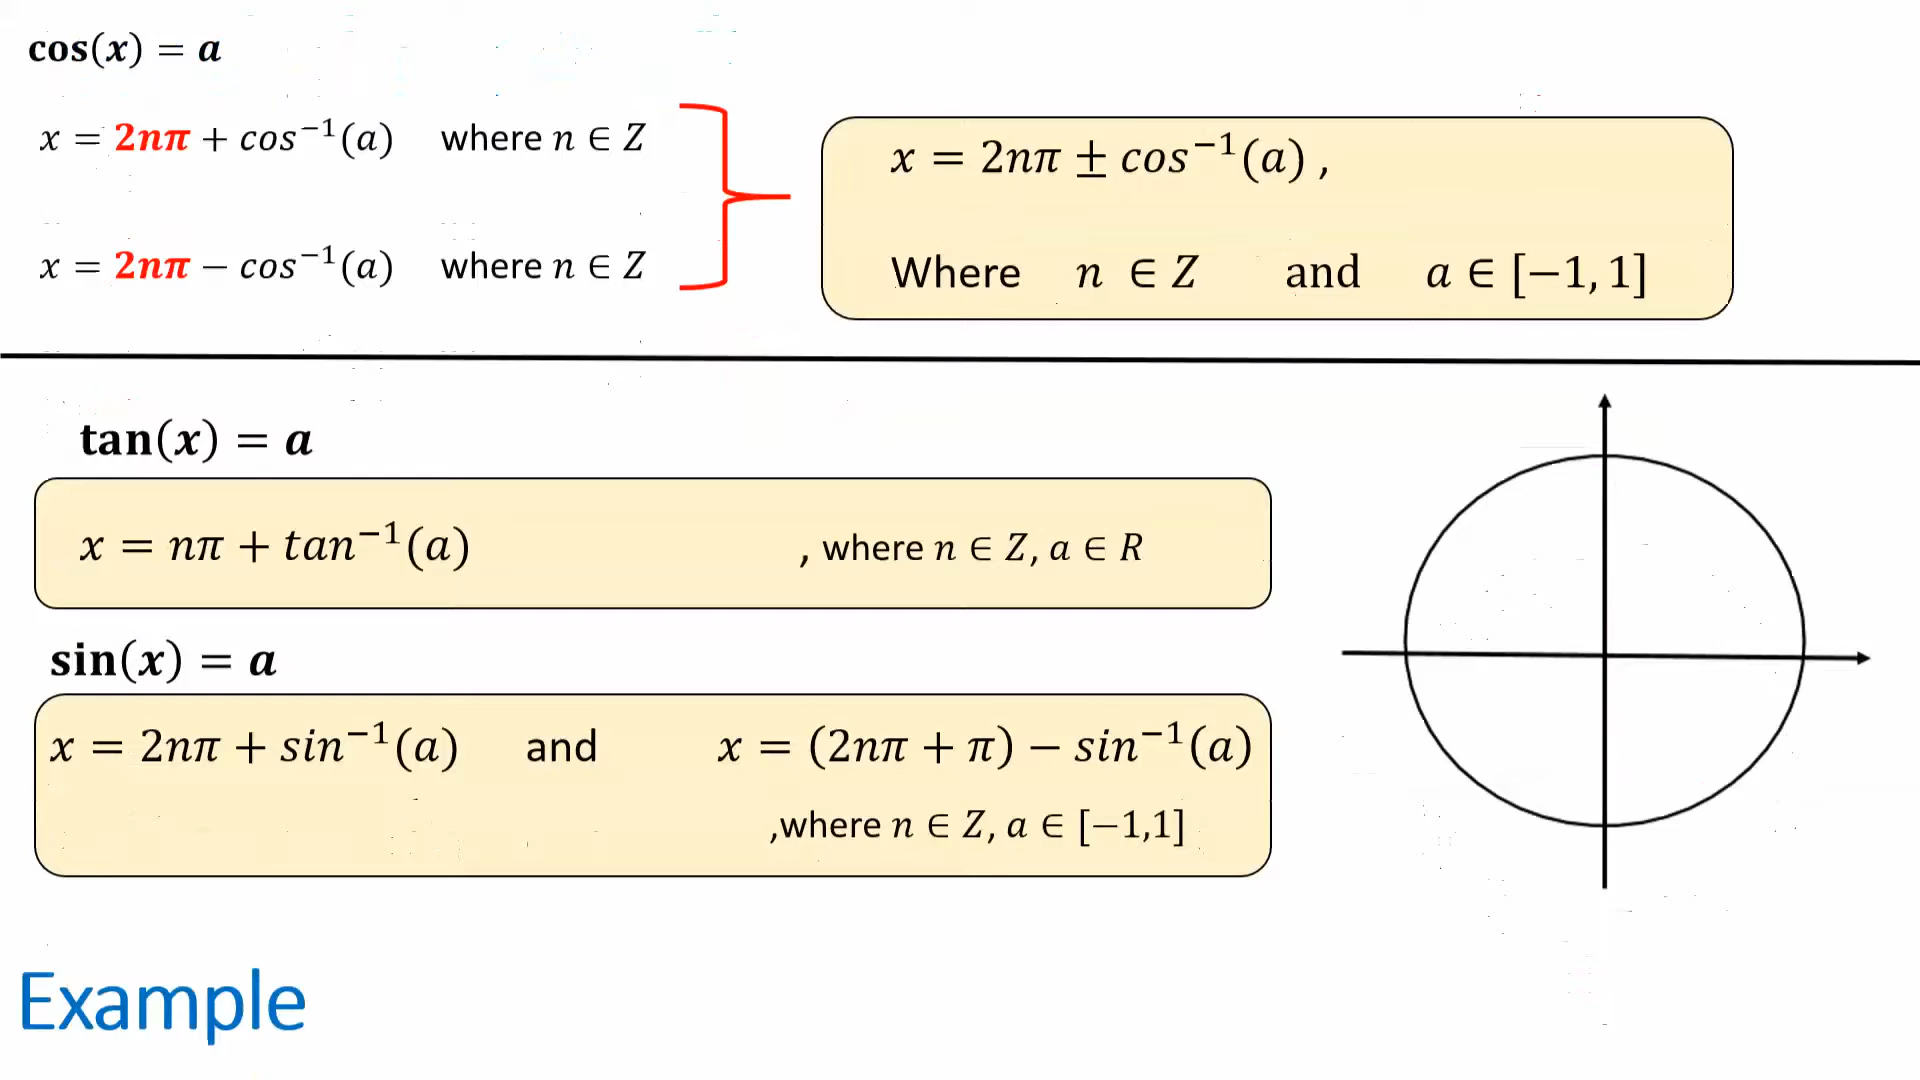 cos(x) = a
x = 2nπ + cos⁻¹(a) where n ∈ Z
x = 2nπ − cos⁻¹(a) where n ∈ Z
x = 2nπ ± cos⁻¹(a) ,
Where n ∈ Z and a ∈ [−1, 1]
tan(x) = a
x = nπ + tan⁻¹(a) , where n ∈ Z, a ∈ R
sin(x) = a
x = 2nπ + sin⁻¹(a) and x = (2nπ + π) − sin⁻¹(a)
,where n ∈ Z, a ∈ [−1,1]
Example